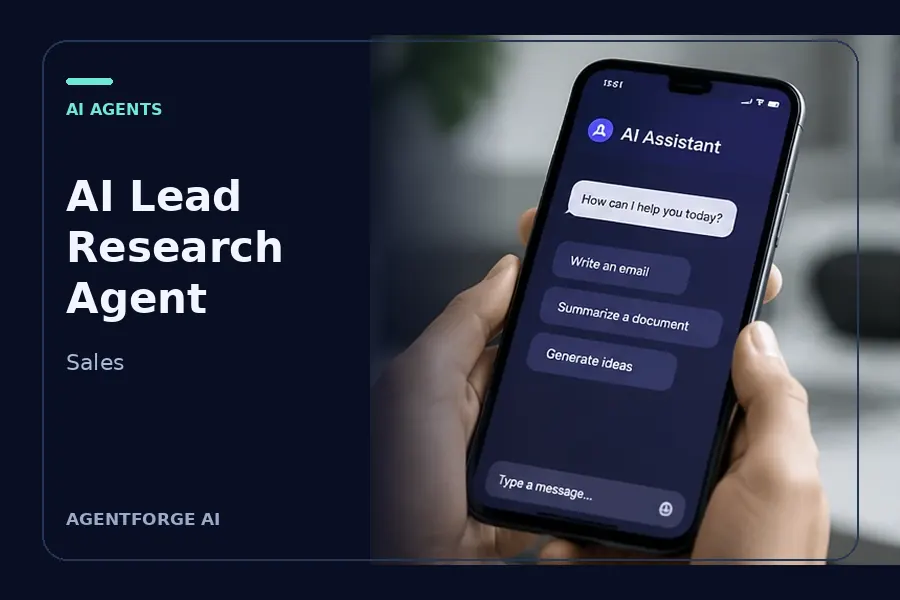 AI AGENTS
AI Lead
Research
Agent
Sales
AGENTFORGE AI
AI Assistant
How can I help you today?
Write an email
Summarize a document
Generate ideas
Type a message...